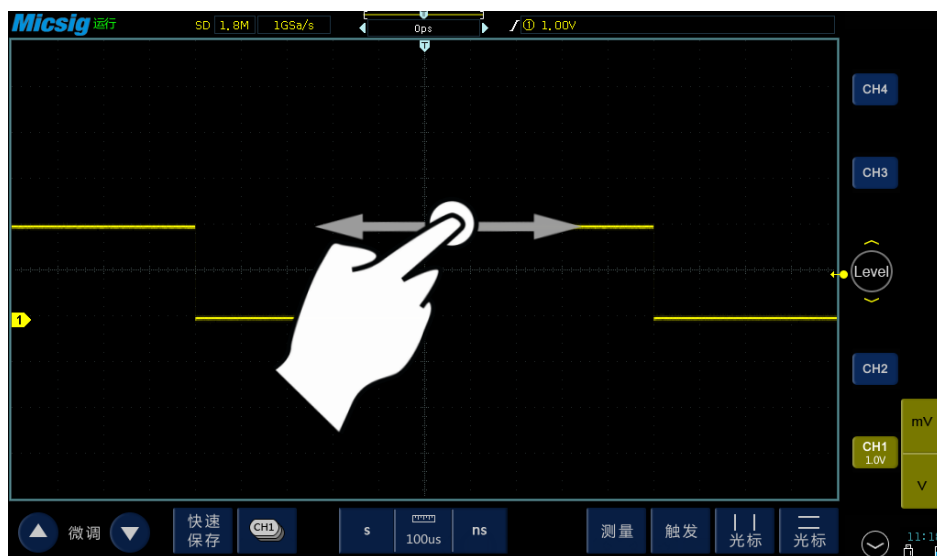 Micsig 运行 SD 1.8M 1GSa/s 0ps ① 1.00V
T
CH4
CH3
Level
1
CH2
mV
CH1
1.0V
V
微调
快速
保存
CH1
s
100us
ns
测量
触发
光标
光标